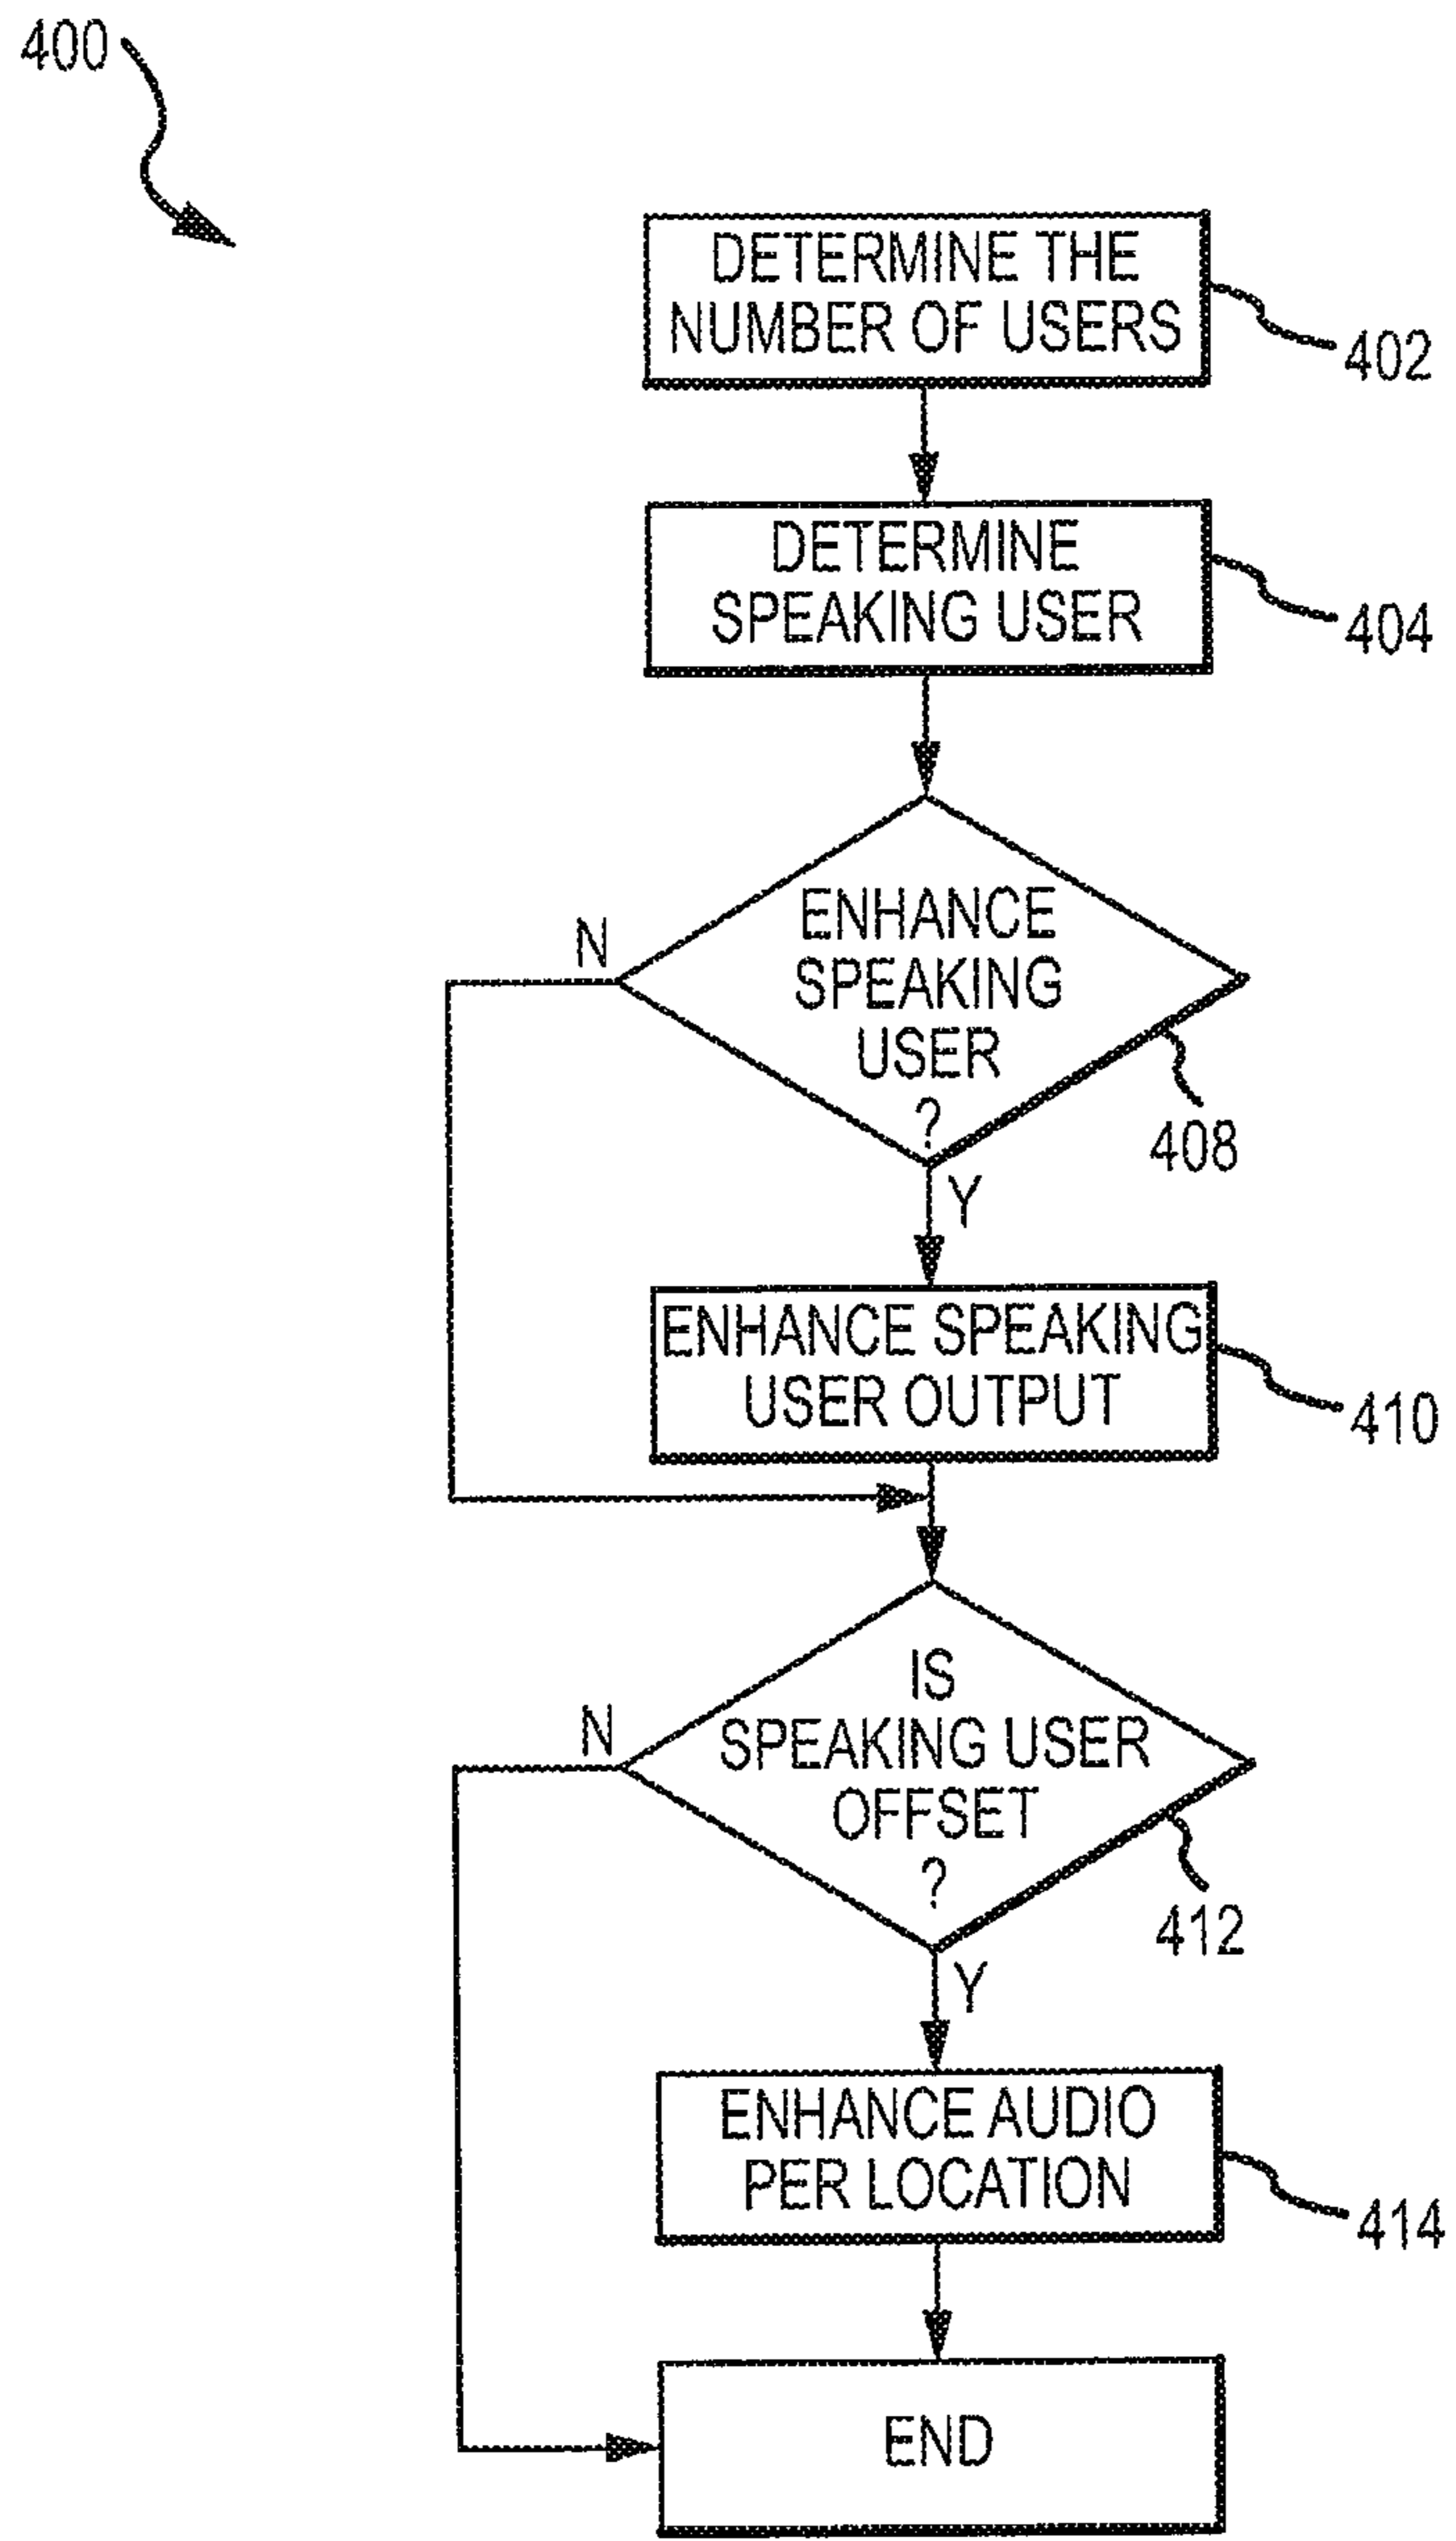 400
DETERMINE THE
NUMBER OF USERS
402
DETERMINE
SPEAKING USER
404
N
ENHANCE
SPEAKING
USER
?
408
Y
ENHANCE SPEAKING
USER OUTPUT
410
N
IS
SPEAKING USER
OFFSET
?
412
Y
ENHANCE AUDIO
PER LOCATION
414
END